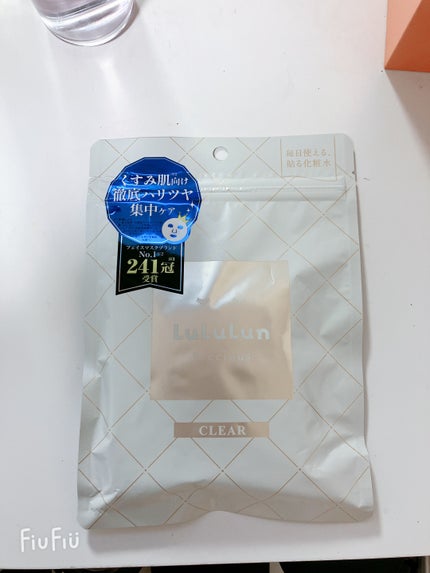 毎日使える、
貼る化粧水
くすみ肌向け
徹底ハリツヤ
集中ケア
フェイスマスクブランド
No.1
241冠
受賞
LuLuLun
CLEAR
FiuFiu